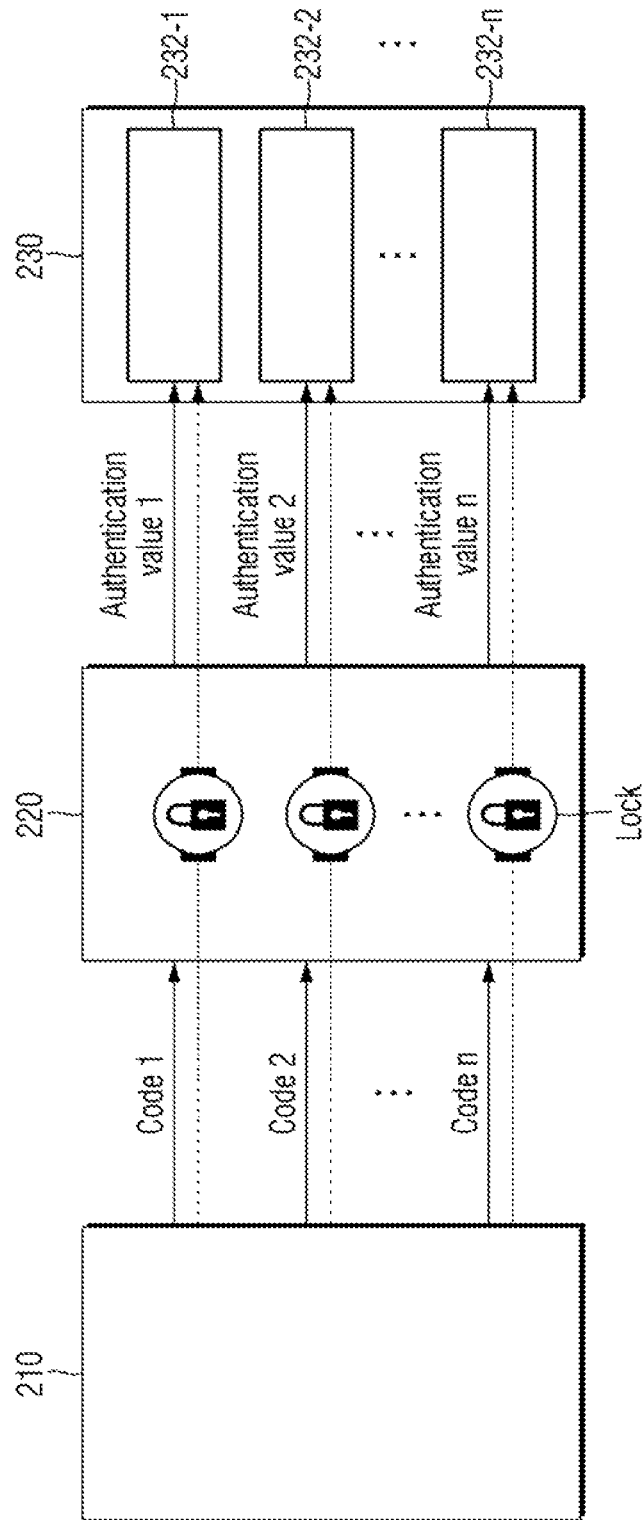 210
220
230
Code 1
Authentication
value 1
232-1
Code 2
Authentication
value 2
232-2
Code n
Authentication
value n
232-n
Lock